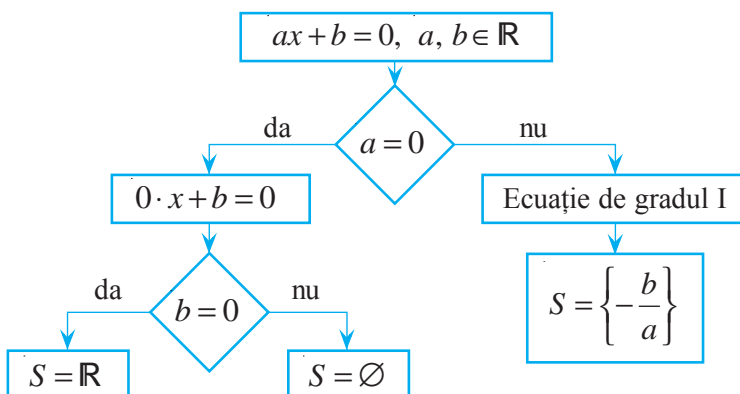 ax + b = 0, a, b ∈ ℝ
da
a = 0
nu
0 · x + b = 0
Ecuație de gradul I
da
b = 0
nu
S = {-b/a}
S = ℝ
S = ∅